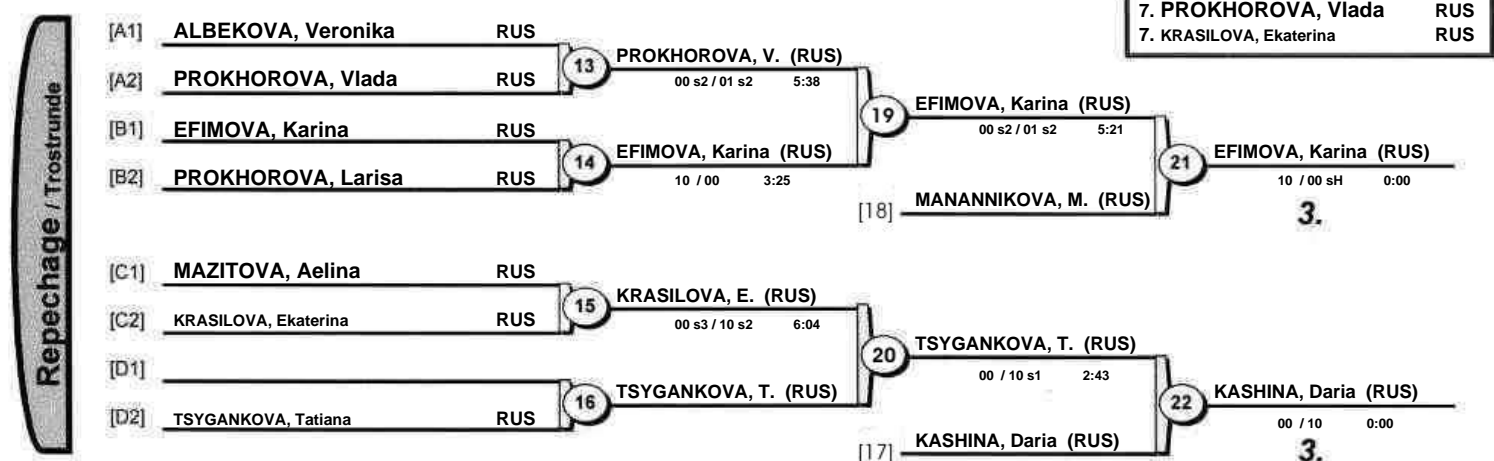 7. PROKHOROVA, Vlada RUS
7. KRASILOVA, Ekaterina RUS
Repechage / Trostrunde
[A1] ALBEKOVA, Veronika RUS
13 PROKHOROVA, V. (RUS)
[A2] PROKHOROVA, Vlada RUS
00 s2 / 01 s2 5:38
19 EFIMOVA, Karina (RUS)
[B1] EFIMOVA, Karina RUS
00 s2 / 01 s2 5:21
14 EFIMOVA, Karina (RUS)
21 EFIMOVA, Karina (RUS)
[B2] PROKHOROVA, Larisa RUS
10 / 00 3:25
10 / 00 sH 0:00
[18] MANANNIKOVA, M. (RUS)
3.
[C1] MAZITOVA, Aelina RUS
15 KRASILOVA, E. (RUS)
[C2] KRASILOVA, Ekaterina RUS
00 s3 / 10 s2 6:04
20 TSYGANKOVA, T. (RUS)
[D1]
00 / 10 s1 2:43
16 TSYGANKOVA, T. (RUS)
22 KASHINA, Daria (RUS)
[D2] TSYGANKOVA, Tatiana RUS
00 / 10 0:00
[17] KASHINA, Daria (RUS)
3.